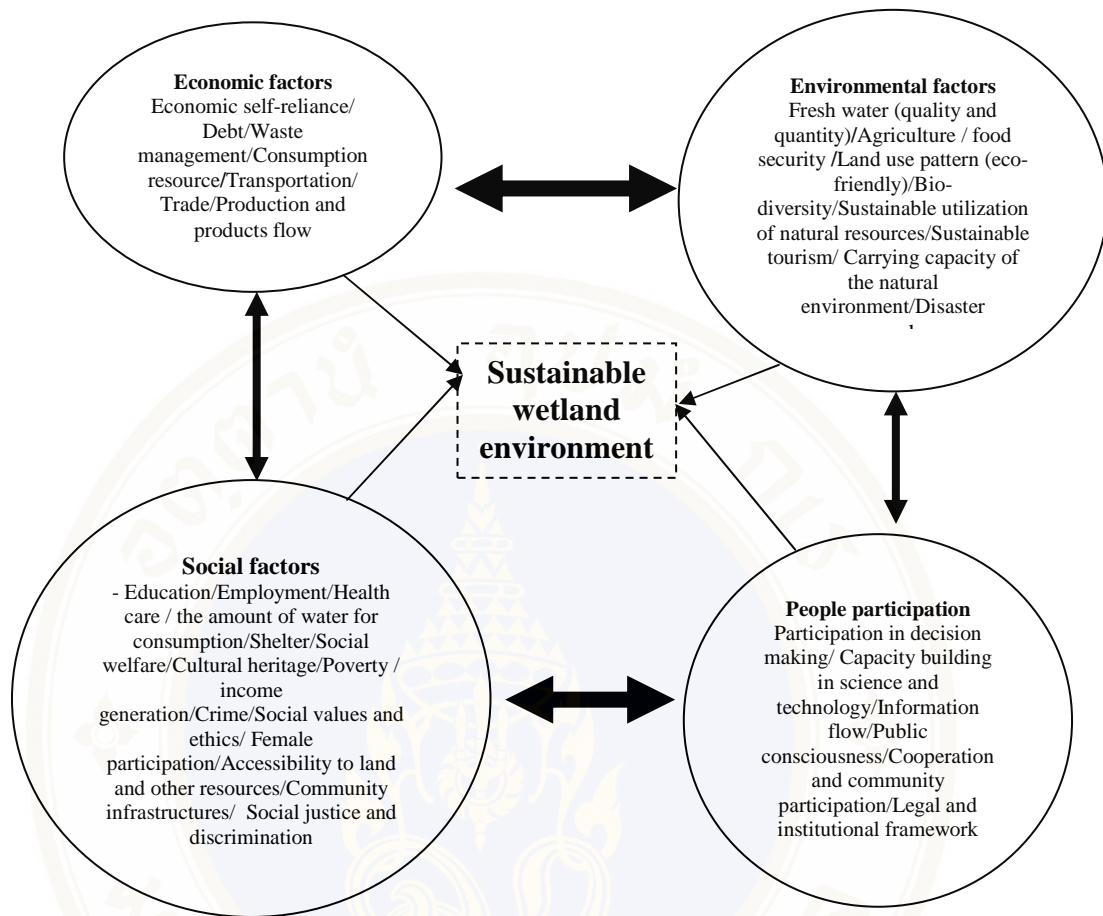 Economic factors
Economic self-reliance/
Debt/Waste
management/Consumption
resource/Transportation/
Trade/Production and
products flow
Environmental factors
Fresh water (quality and
quantity)/Agriculture / food
security /Land use pattern (eco-
friendly)/Bio-
diversity/Sustainable utilization
of natural resources/Sustainable
tourism/ Carrying capacity of
the natural
environment/Disaster
Sustainable
wetland
environment
Social factors
- Education/Employment/Health
care / the amount of water for
consumption/Shelter/Social
welfare/Cultural heritage/Poverty /
income
generation/Crime/Social values and
ethics/ Female
participation/Accessibility to land
and other resources/Community
infrastructures/ Social justice and
discrimination
People participation
Participation in decision
making/ Capacity building
in science and
technology/Information
flow/Public
consciousness/Cooperation
and community
participation/Legal and
institutional framework